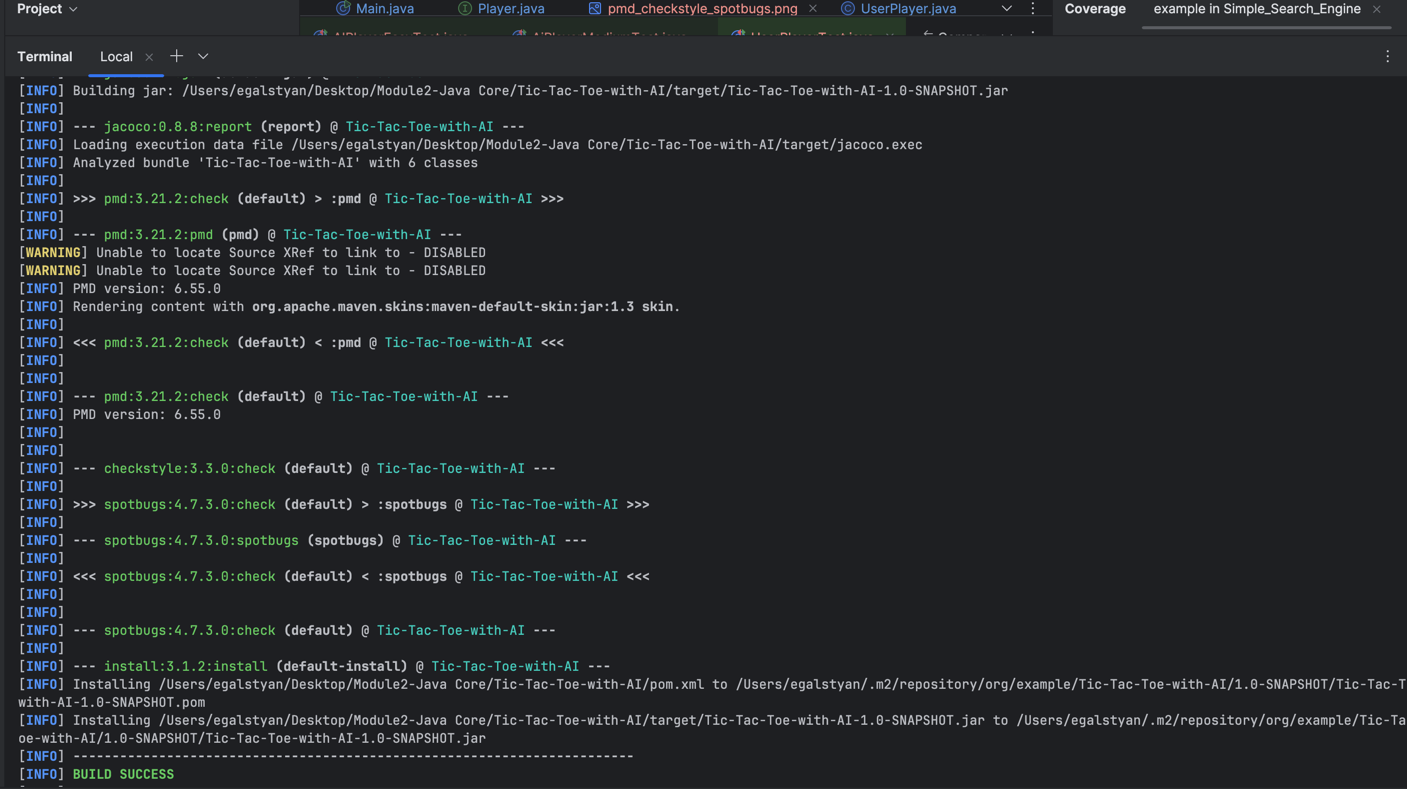 Project
Main.java
Player.java
pmd_checkstyle_spotbugs.png
UserPlayer.java
Coverage
example in Simple_Search_Engine
Terminal
Local
[INFO] Building jar: /Users/egalstyan/Desktop/Module2-Java Core/Tic-Tac-Toe-with-AI/target/Tic-Tac-Toe-with-AI-1.0-SNAPSHOT.jar
[INFO]
[INFO] --- jacoco:0.8.8:report (report) @ Tic-Tac-Toe-with-AI ---
[INFO] Loading execution data file /Users/egalstyan/Desktop/Module2-Java Core/Tic-Tac-Toe-with-AI/target/jacoco.exec
[INFO] Analyzed bundle 'Tic-Tac-Toe-with-AI' with 6 classes
[INFO]
[INFO] >>> pmd:3.21.2:check (default) > :pmd @ Tic-Tac-Toe-with-AI >>>
[INFO]
[INFO] --- pmd:3.21.2:pmd (pmd) @ Tic-Tac-Toe-with-AI ---
[WARNING] Unable to locate Source XRef to link to - DISABLED
[WARNING] Unable to locate Source XRef to link to - DISABLED
[INFO] PMD version: 6.55.0
[INFO] Rendering content with org.apache.maven.skins:maven-default-skin:jar:1.3 skin.
[INFO]
[INFO] <<< pmd:3.21.2:check (default) < :pmd @ Tic-Tac-Toe-with-AI <<<
[INFO]
[INFO]
[INFO] --- pmd:3.21.2:check (default) @ Tic-Tac-Toe-with-AI ---
[INFO] PMD version: 6.55.0
[INFO]
[INFO]
[INFO] --- checkstyle:3.3.0:check (default) @ Tic-Tac-Toe-with-AI ---
[INFO]
[INFO] >>> spotbugs:4.7.3.0:check (default) > :spotbugs @ Tic-Tac-Toe-with-AI >>>
[INFO]
[INFO] --- spotbugs:4.7.3.0:spotbugs (spotbugs) @ Tic-Tac-Toe-with-AI ---
[INFO]
[INFO] <<< spotbugs:4.7.3.0:check (default) < :spotbugs @ Tic-Tac-Toe-with-AI <<<
[INFO]
[INFO]
[INFO] --- spotbugs:4.7.3.0:check (default) @ Tic-Tac-Toe-with-AI ---
[INFO]
[INFO] --- install:3.1.2:install (default-install) @ Tic-Tac-Toe-with-AI ---
[INFO] Installing /Users/egalstyan/Desktop/Module2-Java Core/Tic-Tac-Toe-with-AI/pom.xml to /Users/egalstyan/.m2/repository/org/example/Tic-Tac-Toe-with-AI/1.0-SNAPSHOT/Tic-Tac-T
with-AI-1.0-SNAPSHOT.pom
[INFO] Installing /Users/egalstyan/Desktop/Module2-Java Core/Tic-Tac-Toe-with-AI/target/Tic-Tac-Toe-with-AI-1.0-SNAPSHOT.jar to /Users/egalstyan/.m2/repository/org/example/Tic-Ta
oe-with-AI/1.0-SNAPSHOT/Tic-Tac-Toe-with-AI-1.0-SNAPSHOT.jar
[INFO] ------------------------------------------------------------------------
[INFO] BUILD SUCCESS